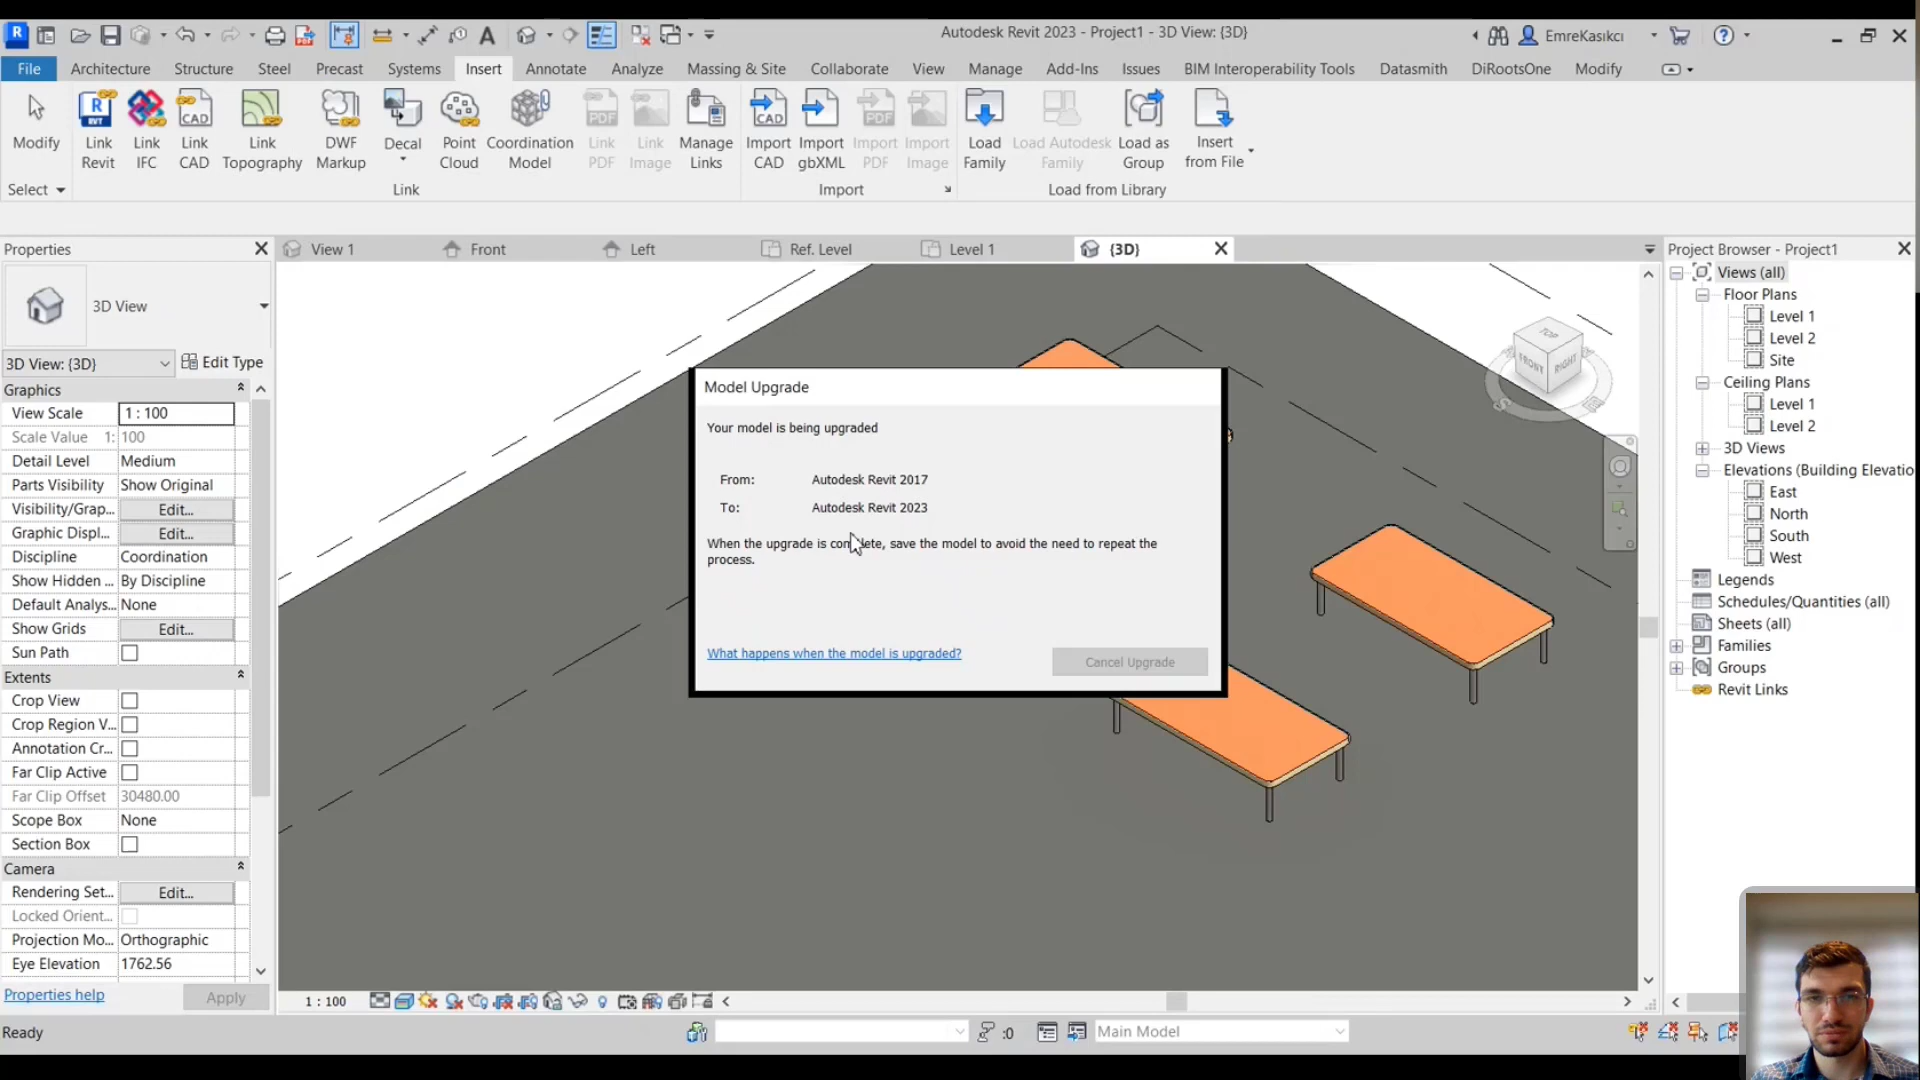 Autodesk Revit 2023 - Project1 - 3D View: {3D}
EmreKasıkcı
File
Architecture
Structure
Steel
Precast
Systems
Insert
Annotate
Analyze
Massing & Site
Collaborate
View
Manage
Add-Ins
Issues
BIM Interoperability Tools
Datasmith
DiRootsOne
Modify
Modify
Link Revit
Link IFC
Link CAD
Link Topography
DWF Markup
Decal
Point Cloud
Coordination Model
Link PDF
Link Image
Manage Links
Import CAD
Import gbXML
Import PDF
Import Image
Load Family
Load Autodesk Family
Load as Group
Insert from File
Select
Link
Import
Load from Library
Properties
View 1
Front
Left
Ref. Level
Level 1
{3D}
Project Browser - Project1
3D View
3D View: {3D}
Edit Type
Graphics
View Scale
1 : 100
Scale Value 1:
100
Detail Level
Medium
Parts Visibility
Show Original
Visibility/Grap...
Edit...
Graphic Displ...
Edit...
Discipline
Coordination
Show Hidden ...
By Discipline
Default Analys...
None
Show Grids
Edit...
Sun Path
Extents
Crop View
Crop Region V...
Annotation Cr...
Far Clip Active
Far Clip Offset
30480.00
Scope Box
None
Section Box
Camera
Rendering Set...
Edit...
Locked Orient...
Projection Mo...
Orthographic
Eye Elevation
1762.56
Properties help
Apply
TOP
FRONT
RIGHT
S
Model Upgrade
Your model is being upgraded
From: Autodesk Revit 2017
To: Autodesk Revit 2023
When the upgrade is complete, save the model to avoid the need to repeat the
process.
What happens when the model is upgraded?
Cancel Upgrade
Views (all)
Floor Plans
Level 1
Level 2
Site
Ceiling Plans
Level 1
Level 2
3D Views
Elevations (Building Elevatio
East
North
South
West
Legends
Schedules/Quantities (all)
Sheets (all)
Families
Groups
Revit Links
1 : 100
Ready
:0
Main Model